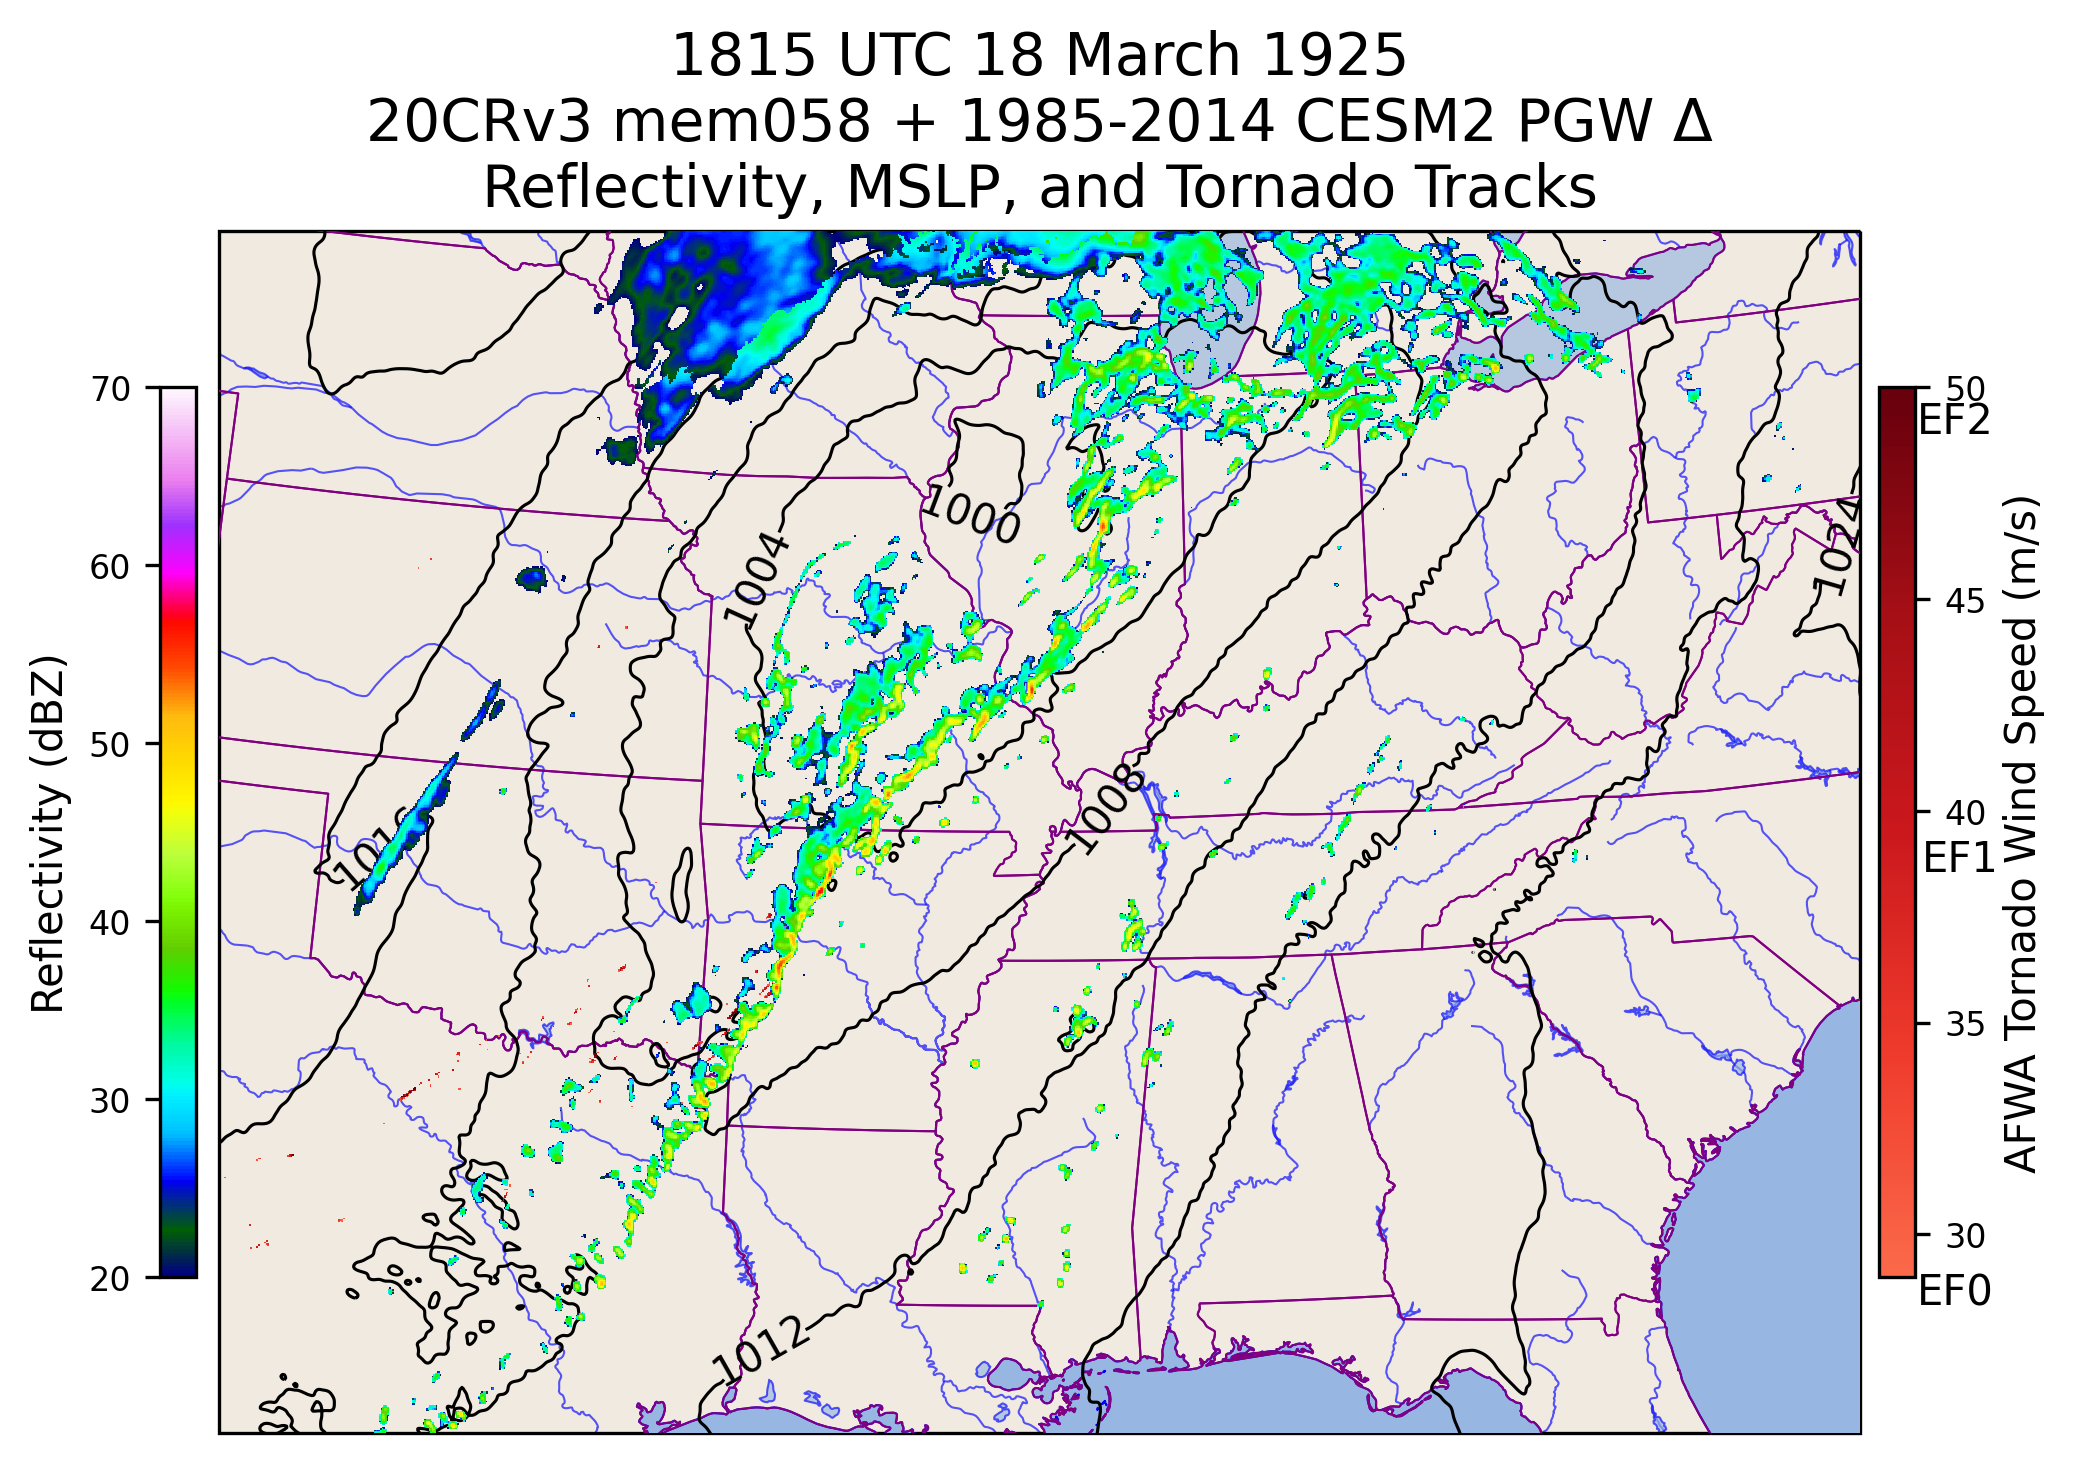 1815 UTC 18 March 1925
20CRv3 mem058 + 1985-2014 CESM2 PGW Δ
Reflectivity, MSLP, and Tornado Tracks
70
60
50
40
30
20
Reflectivity (dBZ)
1000
1004
1024
1008
1012
50
EF2
45
40
EF1
35
30
EF0
AFWA Tornado Wind Speed (m/s)